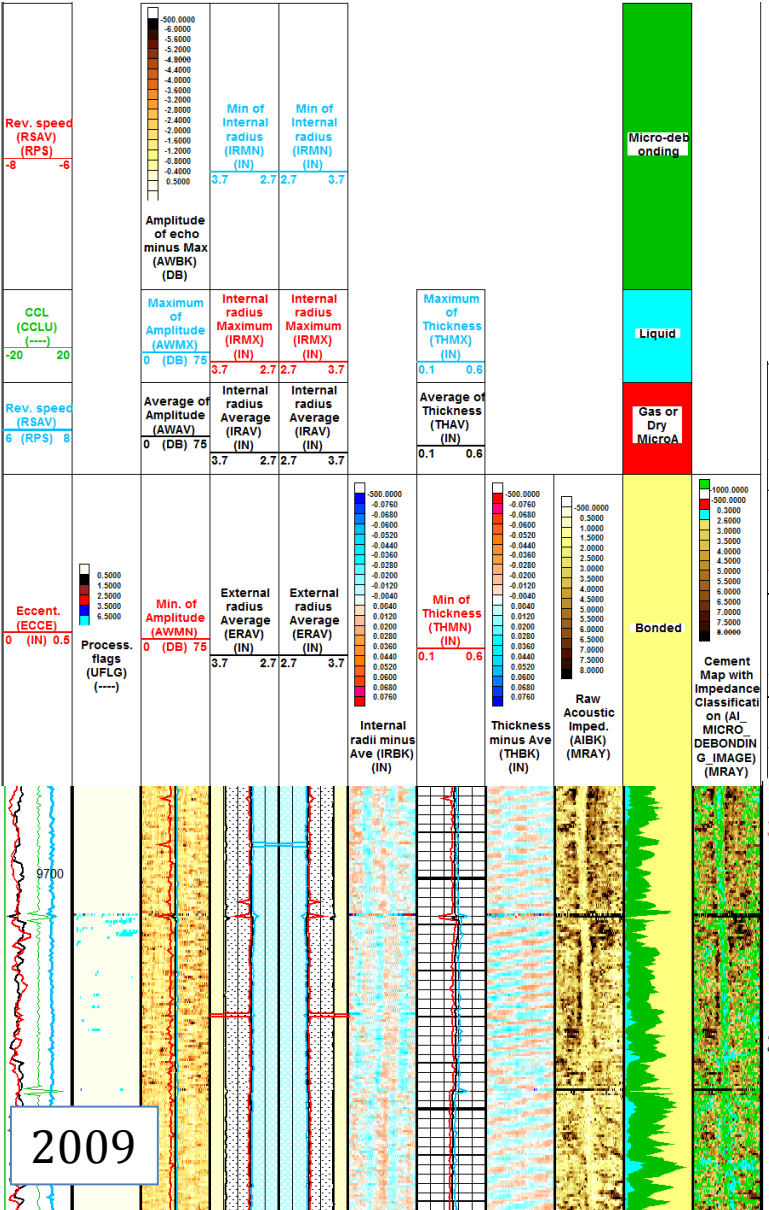 Rev. speed
(RSAV)
(RPS)
-8 -6
-500.0000
-6.0000
-5.6000
-5.2000
-4.8000
-4.4000
-4.0000
-3.6000
-3.2000
-2.8000
-2.4000
-2.0000
-1.6000
-1.2000
-0.8000
-0.4000
0.5000
Amplitude
of echo
minus Max
(AWBK)
(DB)
Min of
Internal
radius
(IRMN)
(IN)
3.7 2.7
Min of
Internal
radius
(IRMN)
(IN)
2.7 3.7
Micro-deb
onding
CCL
(CCLU)
(----)
-20 20
Maximum
of
Amplitude
(AWMX)
0 (DB) 75
Internal
radius
Maximum
(IRMX)
(IN)
3.7 2.7
Internal
radius
Maximum
(IRMX)
(IN)
2.7 3.7
Maximum
of
Thickness
(THMX)
(IN)
0.1 0.6
Liquid
Rev. speed
(RSAV)
6 (RPS) 8
Average of
Amplitude
(AWAV)
0 (DB) 75
Internal
radius
Average
(IRAV)
(IN)
3.7 2.7
Internal
radius
Average
(IRAV)
(IN)
2.7 3.7
Average of
Thickness
(THAV)
(IN)
0.1 0.6
Gas or
Dry
MicroA
Eccent.
(ECCE)
0 (IN) 0.5
0.5000
1.5000
2.5000
3.5000
6.5000
Process.
flags
(UFLG)
(----)
Min. of
Amplitude
(AWMN)
0 (DB) 75
External
radius
Average
(ERAV)
(IN)
3.7 2.7
External
radius
Average
(ERAV)
(IN)
2.7 3.7
-500.0000
-0.0760
-0.0680
-0.0600
-0.0520
-0.0440
-0.0360
-0.0280
-0.0200
-0.0120
-0.0040
0.0040
0.0120
0.0200
0.0280
0.0360
0.0440
0.0520
0.0600
0.0680
0.0760
Internal
radii minus
Ave (IRBK)
(IN)
Min of
Thickness
(THMN)
(IN)
0.1 0.6
-500.0000
-0.0760
-0.0680
-0.0600
-0.0520
-0.0440
-0.0360
-0.0280
-0.0200
-0.0120
-0.0040
0.0040
0.0120
0.0200
0.0280
0.0360
0.0440
0.0520
0.0600
0.0680
0.0760
Thickness
minus Ave
(THBK)
(IN)
-500.0000
0.5000
1.0000
1.5000
2.0000
2.5000
3.0000
3.5000
4.0000
4.5000
5.0000
5.5000
6.0000
6.5000
7.0000
7.5000
8.0000
Raw
Acoustic
Imped.
(AIBK)
(MRAY)
Bonded
-1000.0000
-500.0000
0.3000
2.6000
3.0000
3.5000
4.0000
4.5000
5.0000
5.5000
6.0000
6.5000
7.0000
7.5000
8.0000
Cement
Map with
Impedance
Classificati
on (AI_
MICRO_
DEBONDIN
G_IMAGE)
(MRAY)
9700
2009